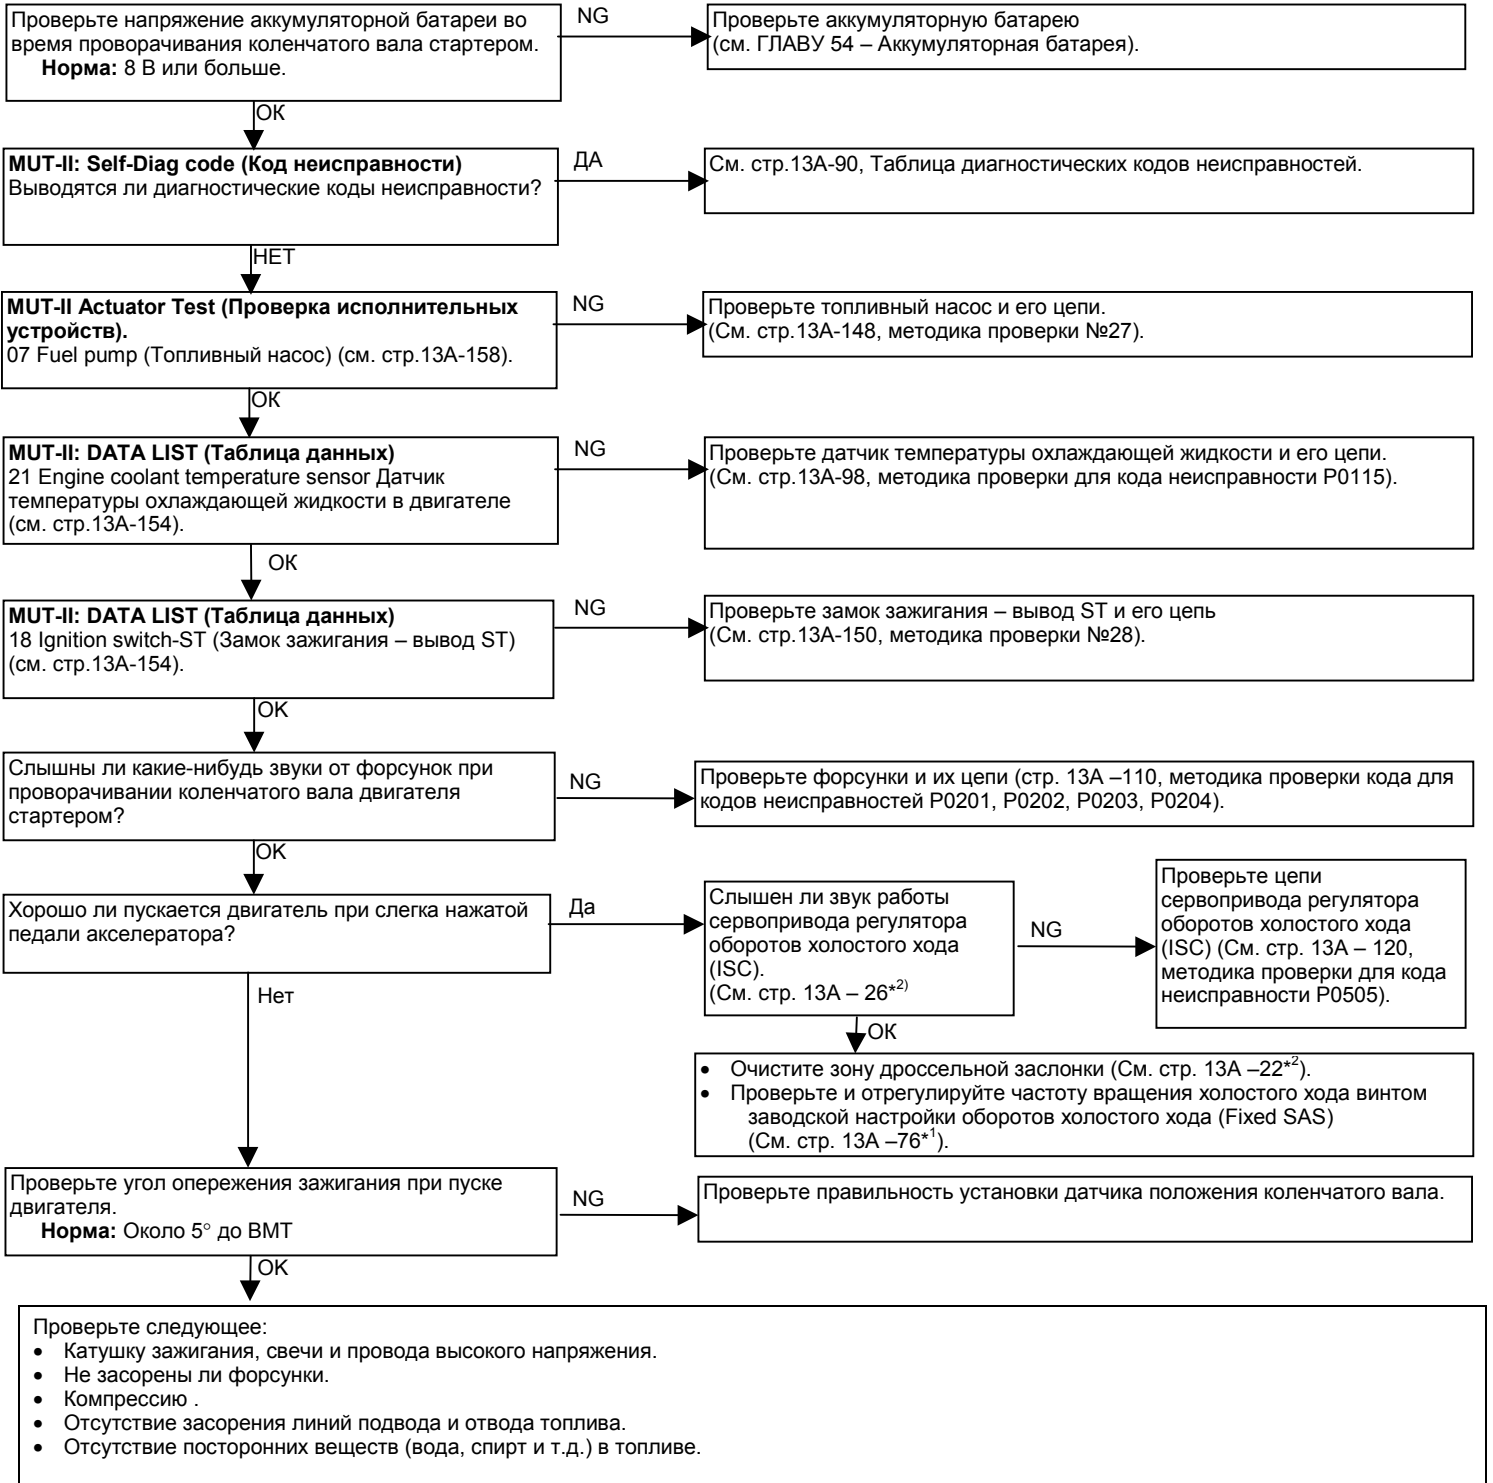 Проверьте напряжение аккумуляторной батареи во
время проворачивания коленчатого вала стартером.
Норма: 8 В или больше.
NG
Проверьте аккумуляторную батарею
(см. ГЛАВУ 54 – Аккумуляторная батарея).
ОК
MUT-II: Self-Diag code (Код неисправности)
Выводятся ли диагностические коды неисправности?
ДА
См. стр.13А-90, Таблица диагностических кодов неисправностей.
НЕТ
MUT-II Actuator Test (Проверка исполнительных
устройств).
07 Fuel pump (Топливный насос) (см. стр.13А-158).
NG
Проверьте топливный насос и его цепи.
(См. стр.13А-148, методика проверки №27).
ОК
MUT-II: DATA LIST (Таблица данных)
21 Engine coolant temperature sensor Датчик
температуры охлаждающей жидкости в двигателе
(см. стр.13А-154).
NG
Проверьте датчик температуры охлаждающей жидкости и его цепи.
(См. стр.13А-98, методика проверки для кода неисправности Р0115).
ОК
MUT-II: DATA LIST (Таблица данных)
18 Ignition switch-ST (Замок зажигания – вывод ST)
(см. стр.13А-154).
NG
Проверьте замок зажигания – вывод ST и его цепь
(См. стр.13А-150, методика проверки №28).
OK
Слышны ли какие-нибудь звуки от форсунок при
проворачивании коленчатого вала двигателя
стартером?
NG
Проверьте форсунки и их цепи (стр. 13А –110, методика проверки кода для
кодов неисправностей Р0201, Р0202, Р0203, Р0204).
OK
Хорошо ли пускается двигатель при слегка нажатой
педали акселератора?
Да
Слышен ли звук работы
сервопривода регулятора
оборотов холостого хода
(ISC).
(См. стр. 13А – 26*2)
NG
Проверьте цепи
сервопривода регулятора
оборотов холостого хода
(ISC) (См. стр. 13А – 120,
методика проверки для кода
неисправности Р0505).
Нет
OK
• Очистите зону дроссельной заслонки (См. стр. 13А –22*2).
• Проверьте и отрегулируйте частоту вращения холостого хода винтом
заводской настройки оборотов холостого хода (Fixed SAS)
(См. стр. 13А –76*1).
Проверьте угол опережения зажигания при пуске
двигателя.
Норма: Около 5° до ВМТ
NG
Проверьте правильность установки датчика положения коленчатого вала.
OK
Проверьте следующее:
• Катушку зажигания, свечи и провода высокого напряжения.
• Не засорены ли форсунки.
• Компрессию .
• Отсутствие засорения линий подвода и отвода топлива.
• Отсутствие посторонних веществ (вода, спирт и т.д.) в топливе.